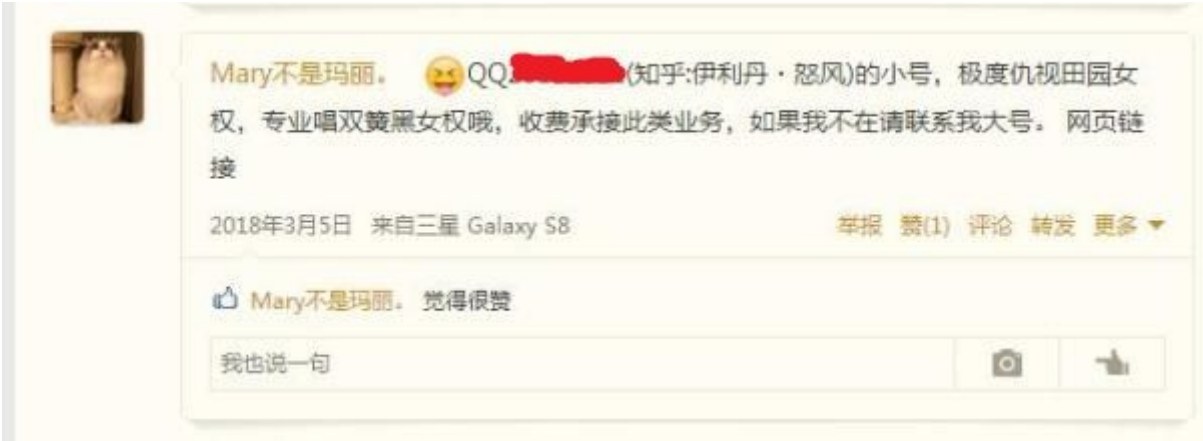 Mary不是玛丽。 QQ2 (知乎:伊利丹·怒风)的小号，极度仇视田园女
权，专业唱双簧黑女权哦，收费承接此类业务，如果我不在请联系我大号。 网页链
接
2018年3月5日 来自三星 Galaxy S8 举报 赞(1) 评论 转发 更多
Mary不是玛丽。 觉得很赞
我也说一句